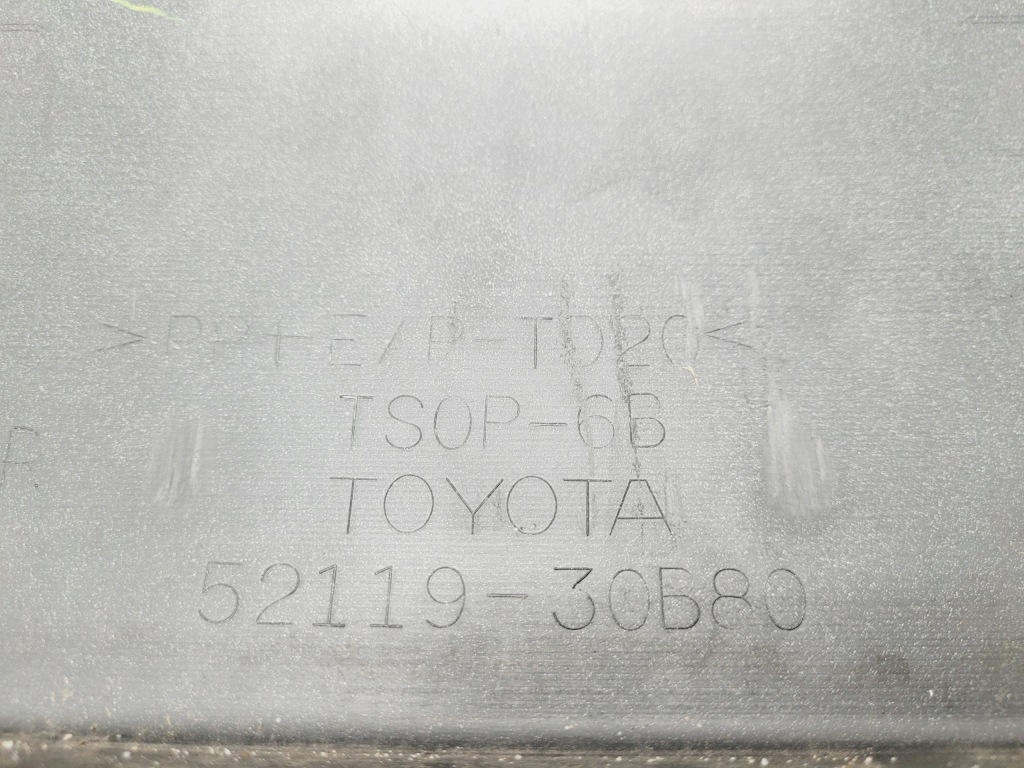 >PP+E/P-TD20<
TSOP-6B
TOYOTA
52119-30B80
R